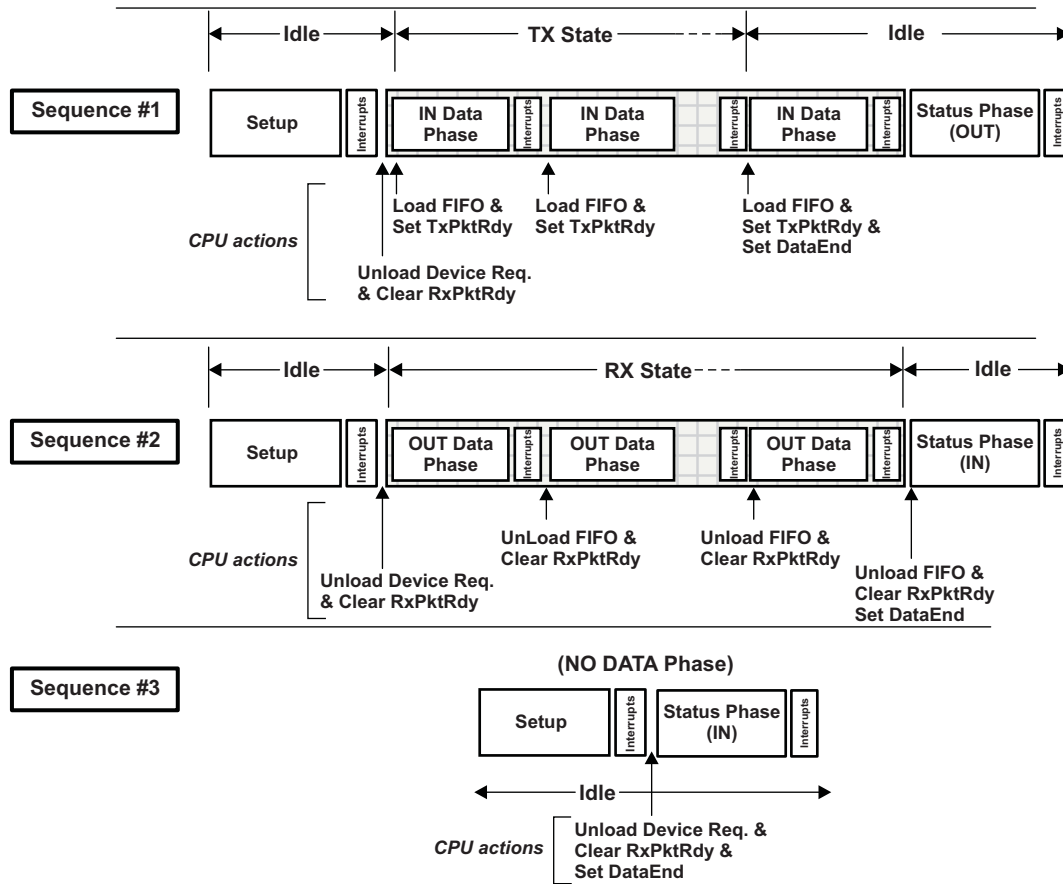 Idle
TX State
Idle
Sequence #1
Setup
Interrupts
IN Data
Phase
Interrupts
IN Data
Phase
Interrupts
IN Data
Phase
Interrupts
Status Phase
(OUT)
Interrupts
CPU actions
Load FIFO &
Set TxPktRdy
Load FIFO &
Set TxPktRdy
Load FIFO &
Set TxPktRdy &
Set DataEnd
Unload Device Req.
& Clear RxPktRdy
Idle
RX State
Idle
Sequence #2
Setup
Interrupts
OUT Data
Phase
Interrupts
OUT Data
Phase
Interrupts
OUT Data
Phase
Interrupts
Status Phase
(IN)
Interrupts
CPU actions
Unload Device Req.
& Clear RxPktRdy
UnLoad FIFO &
Clear RxPktRdy
Unload FIFO &
Clear RxPktRdy
Unload FIFO &
Clear RxPktRdy
Set DataEnd
Sequence #3
(NO DATA Phase)
Setup
Interrupts
Status Phase
(IN)
Interrupts
Idle
CPU actions
Unload Device Req. &
Clear RxPktRdy &
Set DataEnd